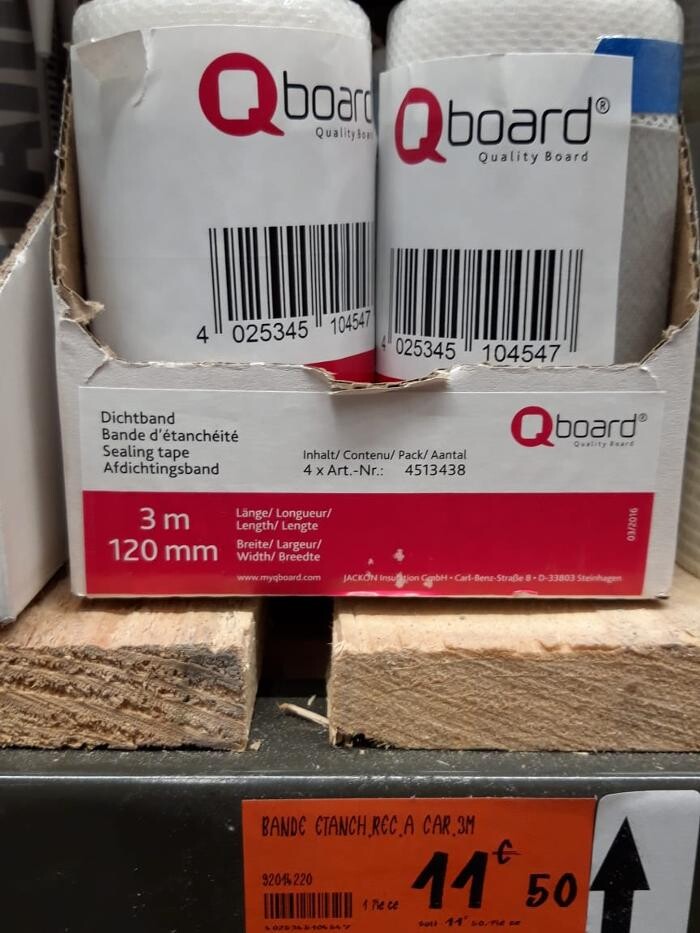 Qboard
Quality Board
4 025345 104547
Qboard®
Quality Board
4 025345 104547
Dichtband
Bande d'étanchéité
Sealing tape
Afdichtingsband
Inhalt/ Contenu/ Pack/ Aantal
4 x Art.-Nr.: 4513438
Qboard®
Quality Board
3 m
120 mm
Länge/ Longueur/
Length/ Lengte
Breite/ Largeur/
Width/ Breedte
03/2016
www.myqboard.com
JACKON Insulation GmbH • Carl-Benz-Straße 8 • D-33803 Steinhagen
BANDE ETANCH.REC.A CAR.3M
92014220
1 Piece
11€ 50